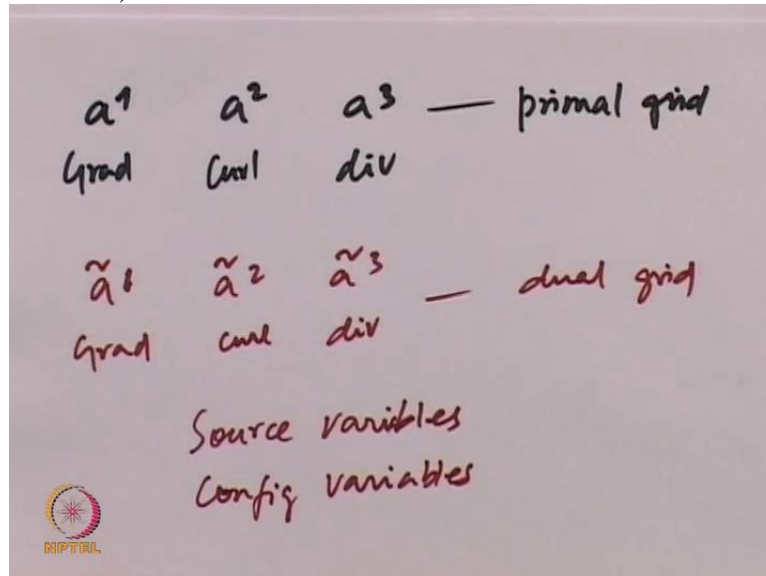 a¹ a² a³ — primal grid
Grad Curl div
ã¹ ã² ã³ — dual grid
Grad curl div
Source variables
Config variables
NPTEL